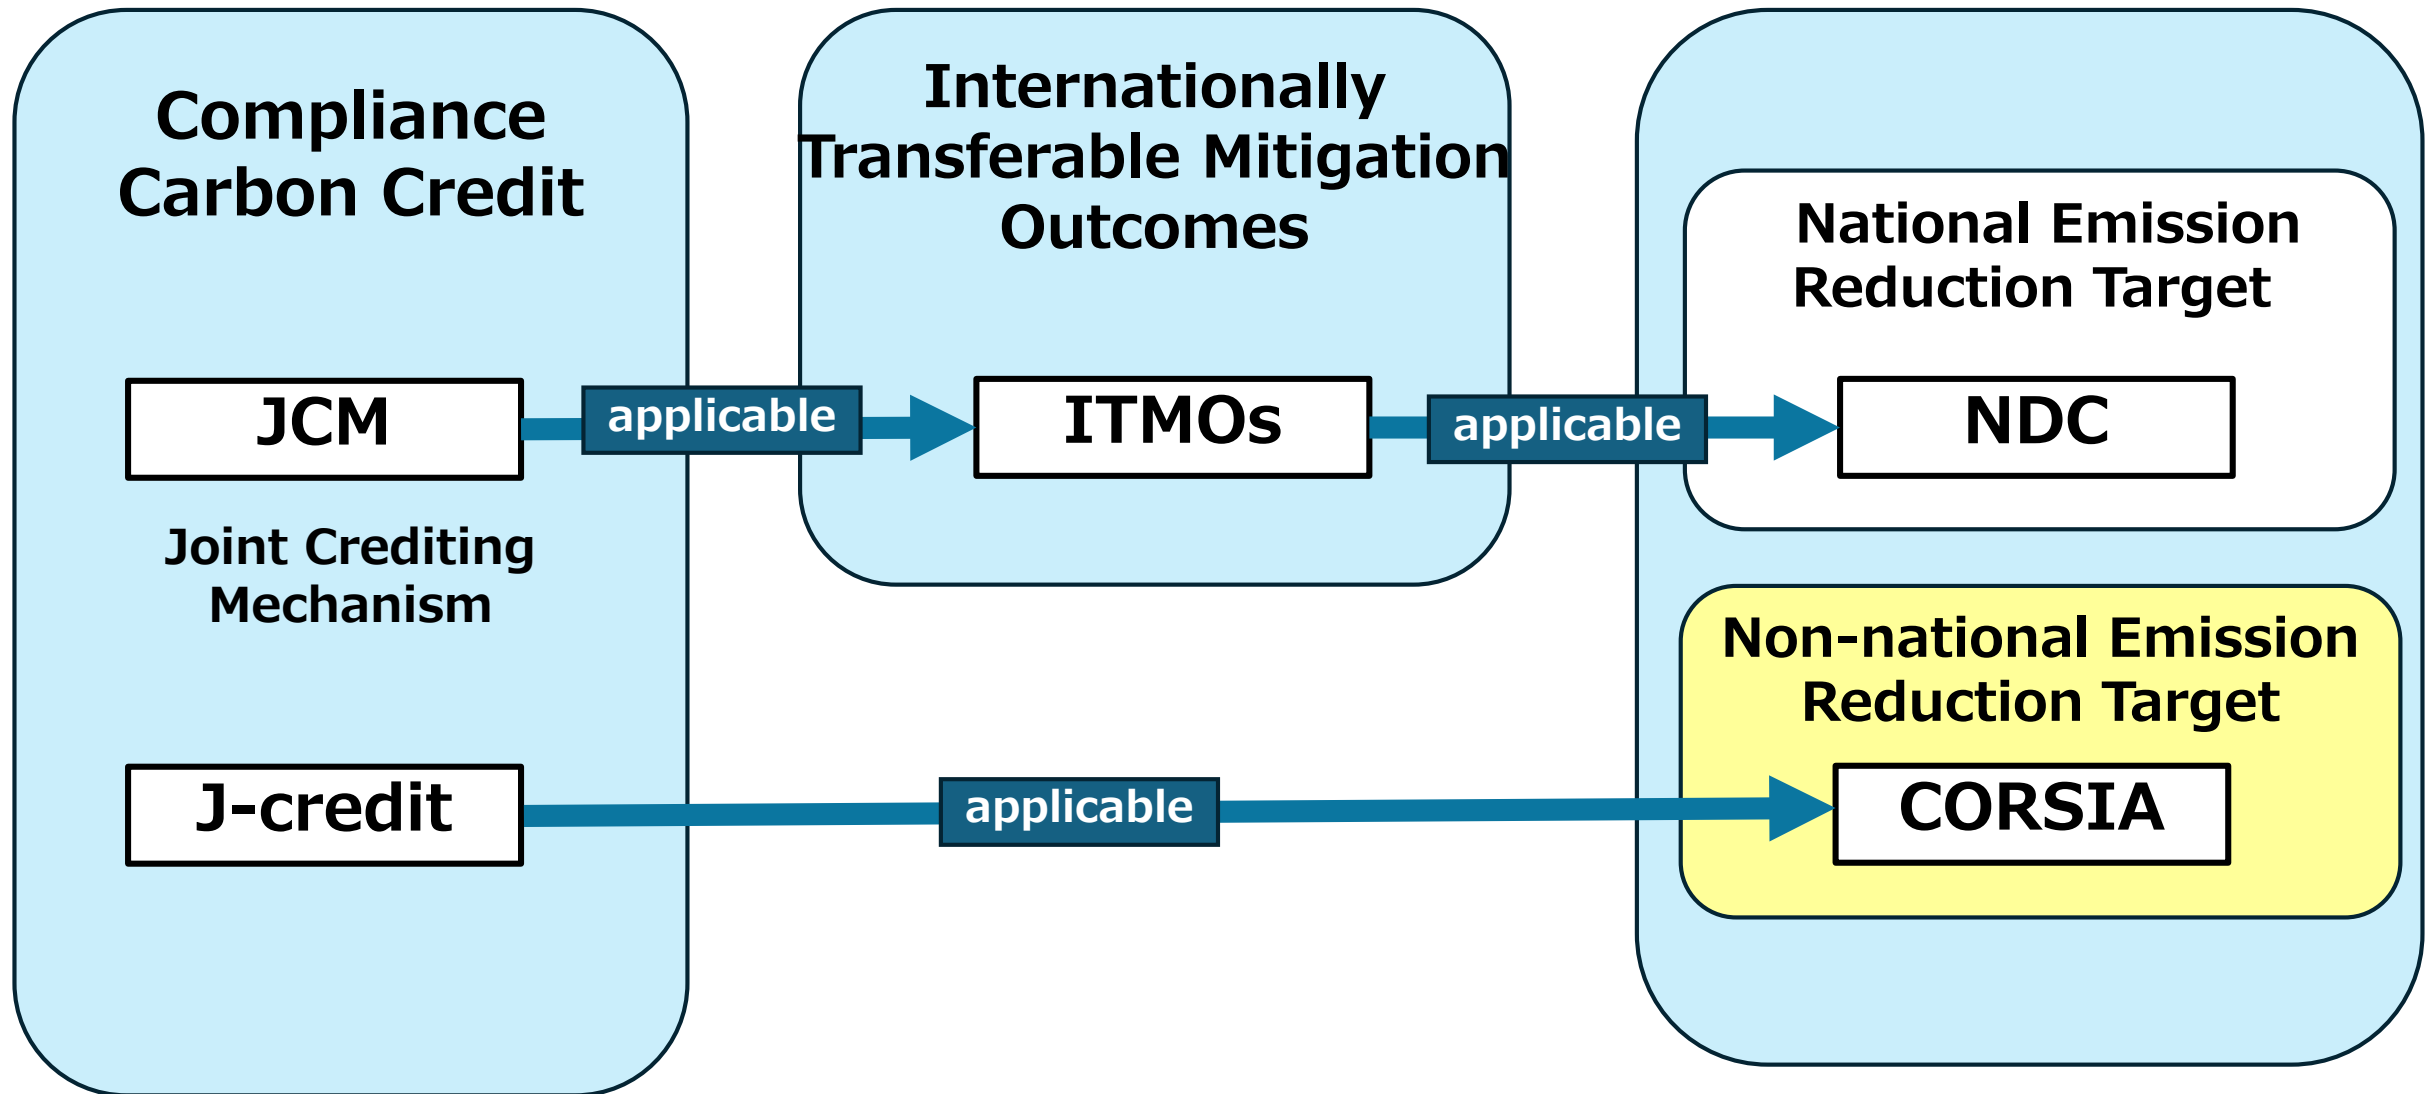 Compliance
Carbon Credit
JCM
Joint Crediting
Mechanism
J-credit
applicable
Internationally
Transferable Mitigation
Outcomes
ITMOs
applicable
applicable
National Emission
Reduction Target
NDC
Non-national Emission
Reduction Target
CORSIA